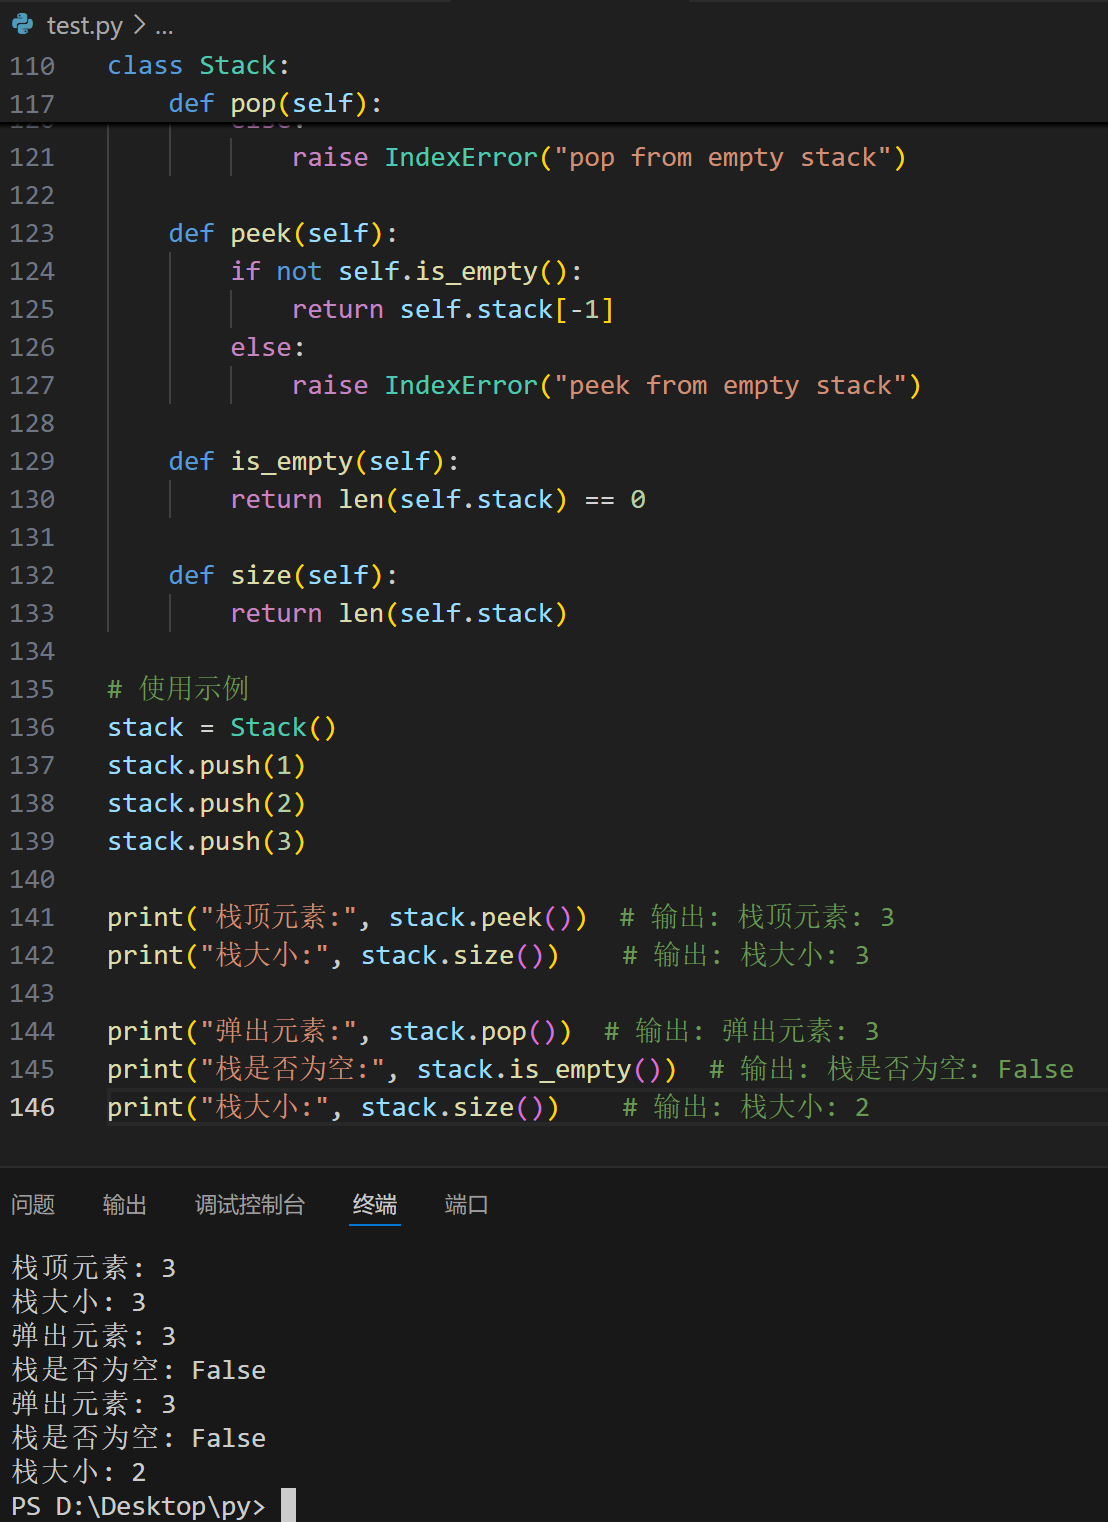 test.py > ...
110 class Stack:
117     def pop(self):
121             raise IndexError("pop from empty stack")
122
123     def peek(self):
124         if not self.is_empty():
125             return self.stack[-1]
126         else:
127             raise IndexError("peek from empty stack")
128
129     def is_empty(self):
130         return len(self.stack) == 0
131
132     def size(self):
133         return len(self.stack)
134
135 # 使用示例
136 stack = Stack()
137 stack.push(1)
138 stack.push(2)
139 stack.push(3)
140
141 print("栈顶元素:", stack.peek())  # 输出: 栈顶元素: 3
142 print("栈大小:", stack.size())    # 输出: 栈大小: 3
143
144 print("弹出元素:", stack.pop())  # 输出: 弹出元素: 3
145 print("栈是否为空:", stack.is_empty())  # 输出: 栈是否为空: False
146 print("栈大小:", stack.size())    # 输出: 栈大小: 2
问题 输出 调试控制台 终端 端口
栈顶元素: 3
栈大小: 3
弹出元素: 3
栈是否为空: False
弹出元素: 3
栈是否为空: False
栈大小: 2
PS D:\Desktop\py>